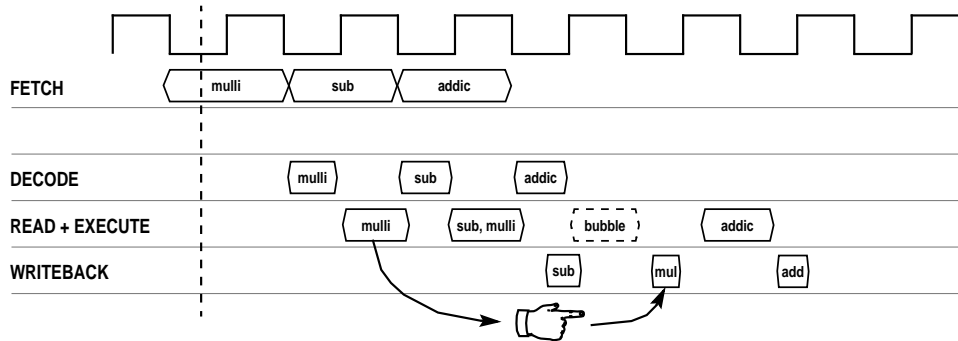 FETCH mulli sub addic
DECODE mulli sub addic
READ + EXECUTE mulli sub, mulli bubble addic
WRITEBACK sub mul add